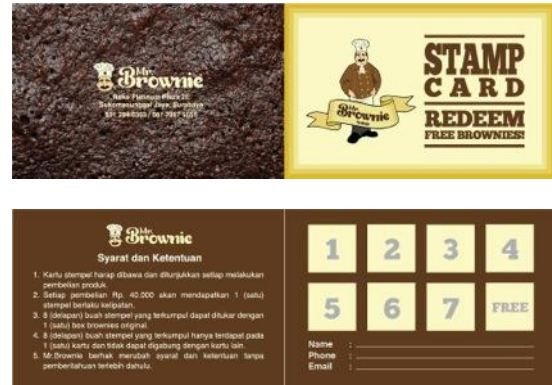 Mr.
Brownie
Sukomanunggal Jaya, Surabaya
STAMP
CARD
REDEEM
FREE BROWNIES!
Mr.
Brownie
Mr.
Brownie
Syarat dan Ketentuan
1. Kartu stempel harap dibawa dan ditunjukkan setiap melakukan
pembelian produk.
2. Setiap pembelian Rp. 40.000 akan mendapatkan 1 (satu)
stempel berlaku kelipatan.
3. 8 (delapan) buah stempel yang terkumpul dapat ditukar dengan
1 (satu) box brownies original.
4. 8 (delapan) buah stempel yang terkumpul hanya terdapat pada
1 (satu) kartu dan tidak dapat digabung dengan kartu lain.
5. Mr.Brownie berhak merubah syarat dan ketentuan tanpa
pemberitahuan terlebih dahulu.
1 2 3 4
5 6 7 FREE
Name :
Phone :
Email :